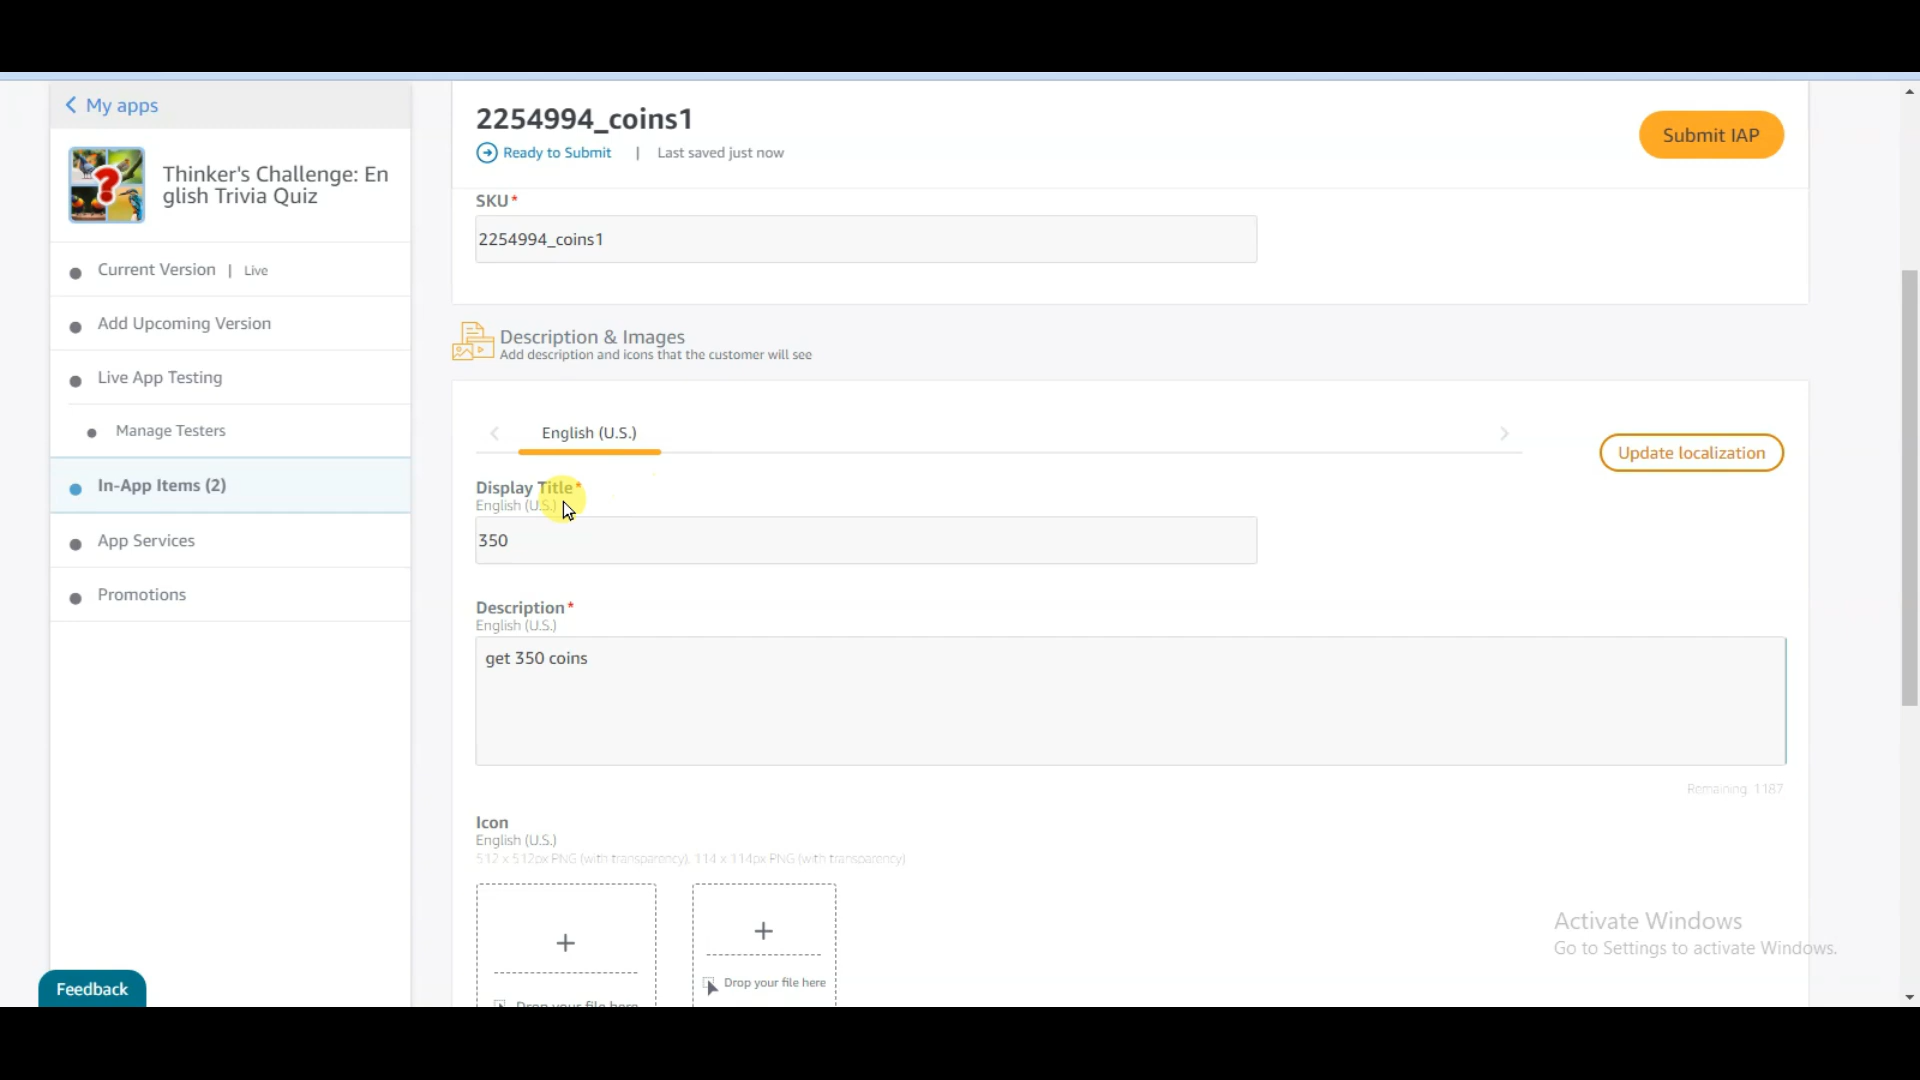 My apps
Thinker's Challenge: En
glish Trivia Quiz
Current Version | Live
Add Upcoming Version
Live App Testing
Manage Testers
In-App Items (2)
App Services
Promotions
Feedback
2254994_coins1
Ready to Submit | Last saved just now
Submit IAP
SKU*
2254994_coins1
Description & Images
Add description and icons that the customer will see
English (U.S.)
Update localization
Display Title*
English (U.S.)
350
Description*
English (U.S.)
get 350 coins
Remaining 1187
Icon
English (U.S.)
512 x 512px PNG (with transparency), 114 x 114px PNG (with transparency)
Drop your file here
Drop your file here
Activate Windows
Go to Settings to activate Windows.